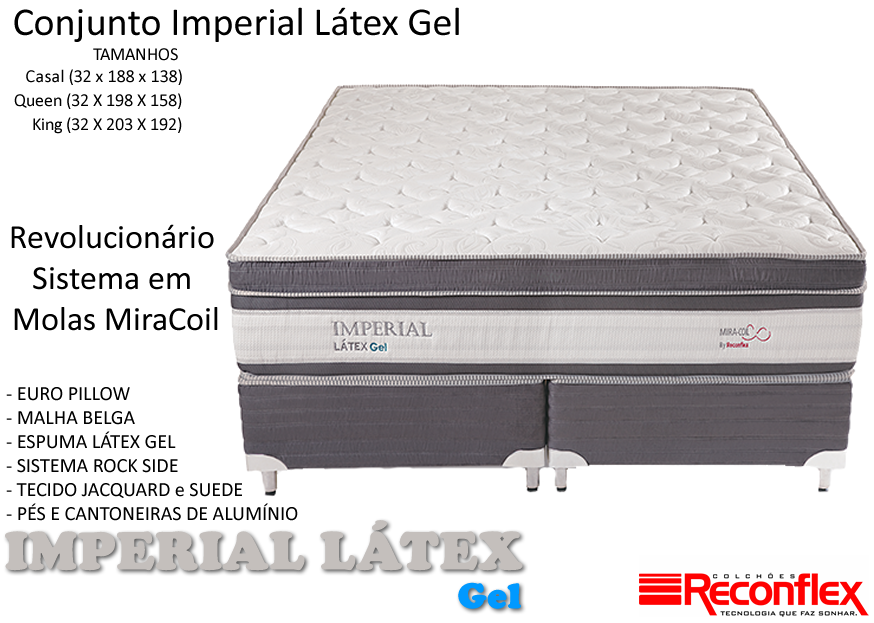 Conjunto Imperial Látex Gel
TAMANHOS
Casal (32 x 188 x 138)
Queen (32 X 198 X 158)
King (32 X 203 X 192)
Revolucionário
Sistema em
Molas MiraCoil
IMPERIAL
LÁTEX Gel
MIRA-COIL
By Reconflex
- EURO PILLOW
- MALHA BELGA
- ESPUMA LÁTEX GEL
- SISTEMA ROCK SIDE
- TECIDO JACQUARD e SUEDE
- PÉS E CANTONEIRAS DE ALUMÍNIO
IMPERIAL LÁTEX
Gel
COLCHÕES
RECONFLEX
TECNOLOGIA QUE FAZ SONHAR.